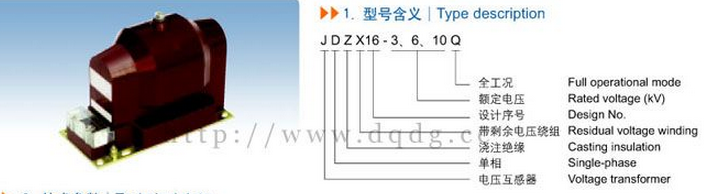 1. 型号含义 | Type description
J D Z X16-3、6、10 Q
全工况 Full operational mode
额定电压 Rated voltage (kV)
设计序号 Design No.
带剩余电压绕组 Residual voltage winding
浇注绝缘 Casting insulation
单相 Single-phase
电压互感器 Voltage transformer
http://www.dqdg.c